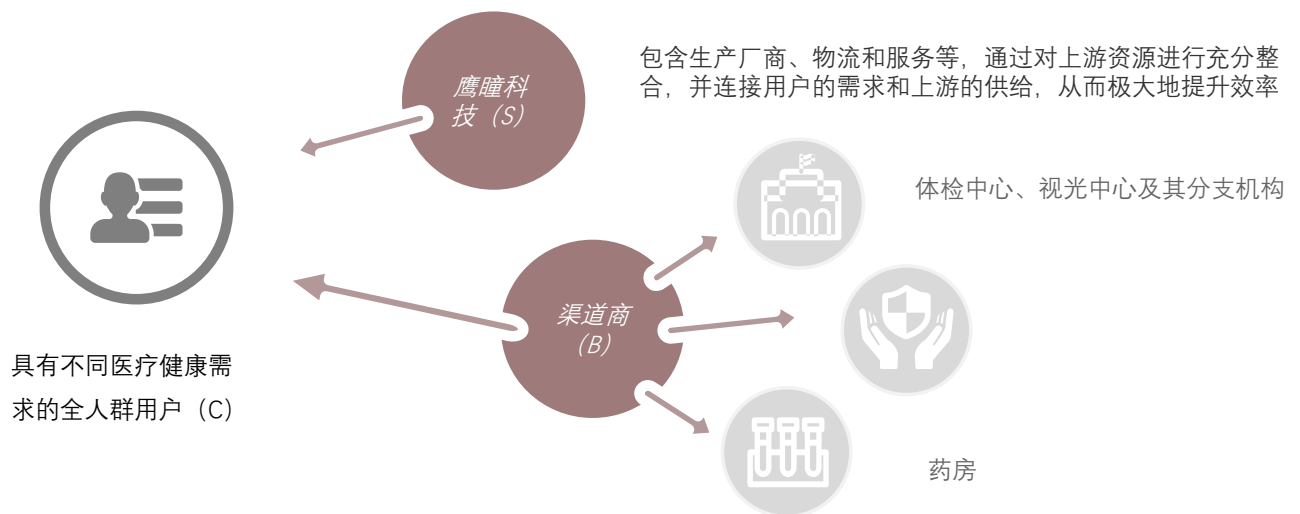 鹰瞳科
技（S）
包含生产厂商、物流和服务等，通过对上游资源进行充分整
合，并连接用户的需求和上游的供给，从而极大地提升效率
体检中心、视光中心及其分支机构
渠道商
（B）
具有不同医疗健康需
求的全人群用户（C）
药房